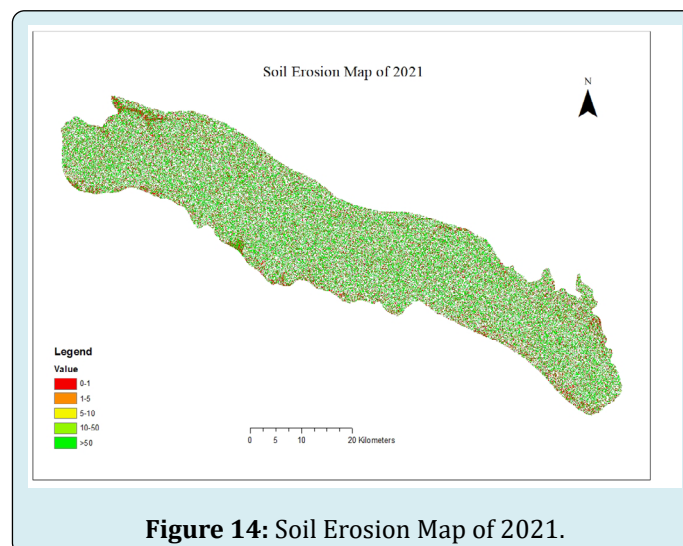 Soil Erosion Map of 2021
N
Legend
Value
0-1
1-5
5-10
10-50
>50
0 5 10 20 Kilometers
Figure 14: Soil Erosion Map of 2021.